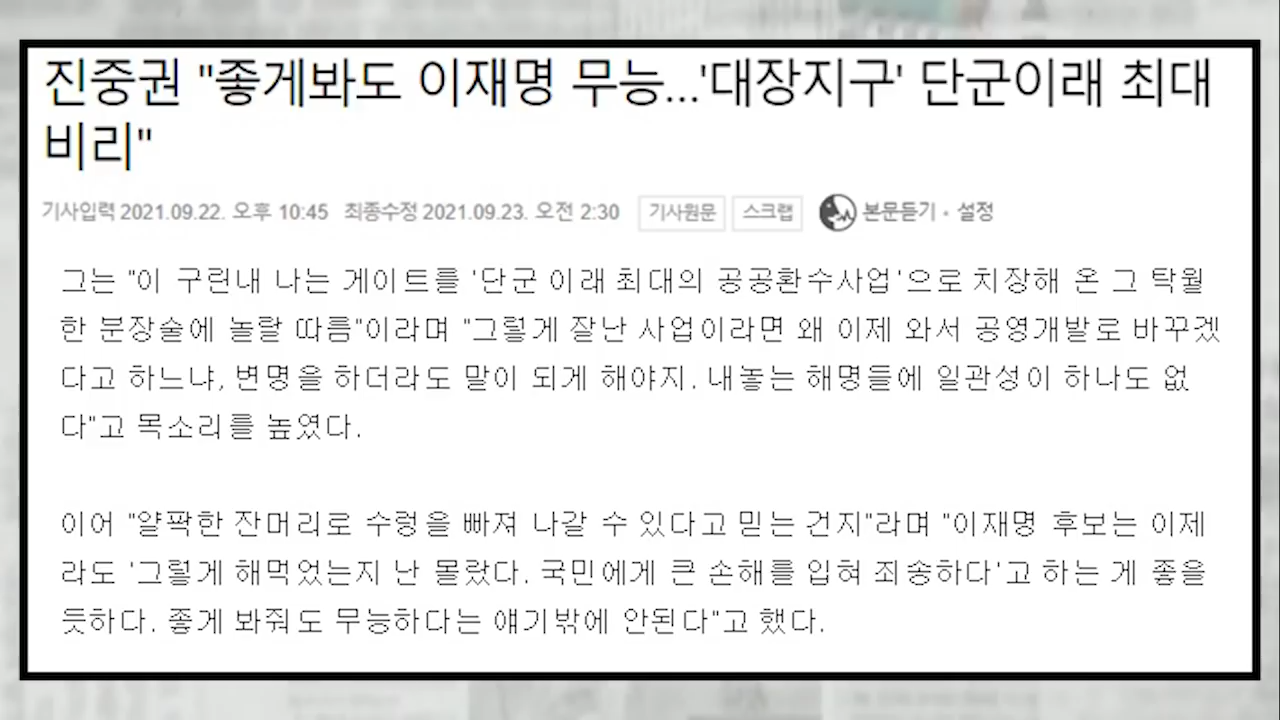 진중권 "좋게봐도 이재명 무능...'대장지구' 단군이래 최대
비리"
기사입력 2021.09.22. 오후 10:45 최종수정 2021.09.23. 오전 2:30 기사원문 스크랩 본문듣기 · 설정
그는 "이 구린내 나는 게이트를 '단군 이래 최대의 공공환수사업'으로 치장해 온 그 탁월
한 분장술에 놀랄 따름"이라며 "그렇게 잘난 사업이라면 왜 이제 와서 공영개발로 바꾸겠
다고 하느냐, 변명을 하더라도 말이 되게 해야지. 내놓는 해명들에 일관성이 하나도 없
다"고 목소리를 높였다.
이어 "얄팍한 잔머리로 수렁을 빠져 나갈 수 있다고 믿는 건지"라며 "이재명 후보는 이제
라도 '그렇게 해먹었는지 난 몰랐다. 국민에게 큰 손해를 입혀 죄송하다'고 하는 게 좋을
듯하다. 좋게 봐줘도 무능하다는 얘기밖에 안된다"고 했다.